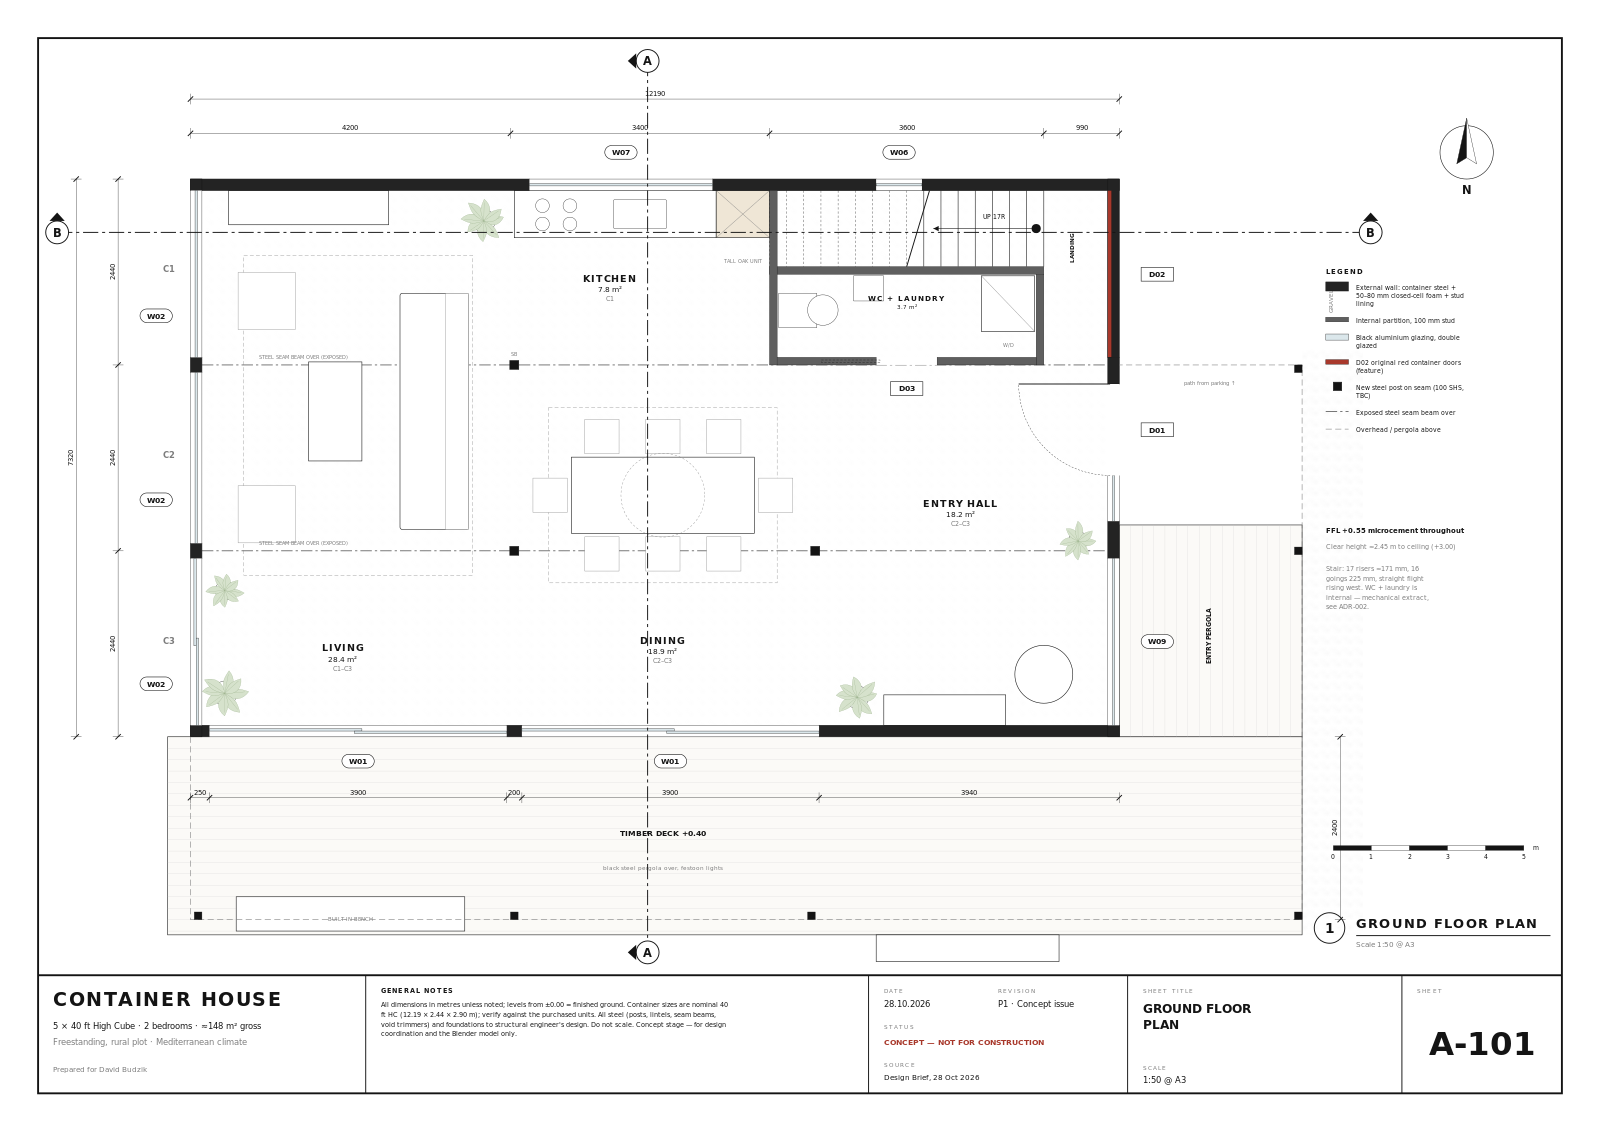 A
12190
4200
3400
3600
990
W07
W06
N
B
B
UP 17R
LANDING
C1
2440
W02
TALL OAK UNIT
KITCHEN
7.8 m²
C1
WC + LAUNDRY
3.7 m²
W/D
D02
STEEL SEAM BEAM OVER (EXPOSED)
SB
D03
path from parking ↑
D01
LEGEND
GRAVEL
External wall: container steel +
50–80 mm closed-cell foam + stud
lining
Internal partition, 100 mm stud
Black aluminium glazing, double
glazed
D02 original red container doors
(feature)
New steel post on seam (100 SHS,
TBC)
Exposed steel seam beam over
Overhead / pergola above
7320
2440
C2
W02
ENTRY HALL
18.2 m²
C2–C3
STEEL SEAM BEAM OVER (EXPOSED)
FFL +0.55 microcement throughout
Clear height ≈2.45 m to ceiling (+3.00)
Stair: 17 risers ≈171 mm, 16
goings 225 mm, straight flight
rising west. WC + laundry is
internal — mechanical extract,
see ADR-002.
2440
C3
W02
LIVING
28.4 m²
C1–C3
DINING
18.9 m²
C2–C3
W09
ENTRY PERGOLA
W01
W01
250
3900
200
3900
3940
2400
TIMBER DECK +0.40
black steel pergola over, festoon lights
BUILT-IN BENCH
0 1 2 3 4 5 m
A
1
GROUND FLOOR PLAN
Scale 1:50 @ A3
CONTAINER HOUSE
5 × 40 ft High Cube · 2 bedrooms · ≈148 m² gross
Freestanding, rural plot · Mediterranean climate
Prepared for David Budzik
GENERAL NOTES
All dimensions in metres unless noted; levels from ±0.00 = finished ground. Container sizes are nominal 40
ft HC (12.19 × 2.44 × 2.90 m); verify against the purchased units. All steel (posts, lintels, seam beams,
void trimmers) and foundations to structural engineer's design. Do not scale. Concept stage — for design
coordination and the Blender model only.
DATE
28.10.2026
REVISION
P1 · Concept issue
STATUS
CONCEPT — NOT FOR CONSTRUCTION
SOURCE
Design Brief, 28 Oct 2026
SHEET TITLE
GROUND FLOOR
PLAN
SCALE
1:50 @ A3
SHEET
A-101